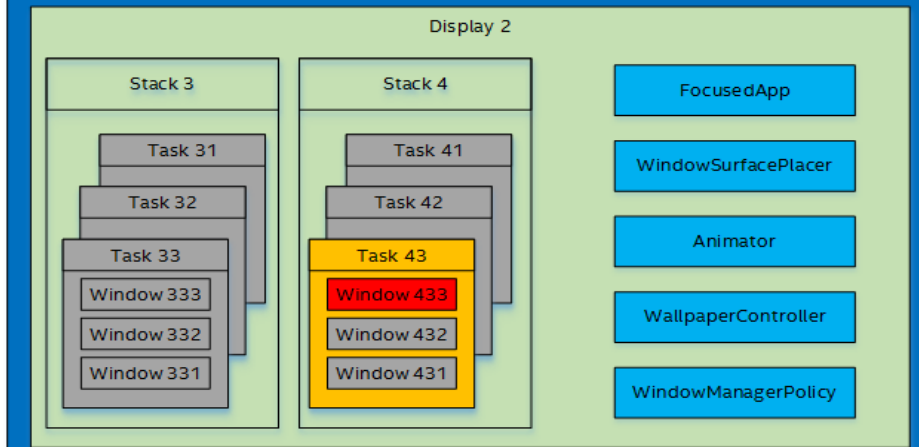 Display 2
Stack 3
Task 31
Task 32
Task 33
Window 333
Window 332
Window 331
Stack 4
Task 41
Task 42
Task 43
Window 433
Window 432
Window 431
FocusedApp
WindowSurfacePlacer
Animator
WallpaperController
WindowManagerPolicy